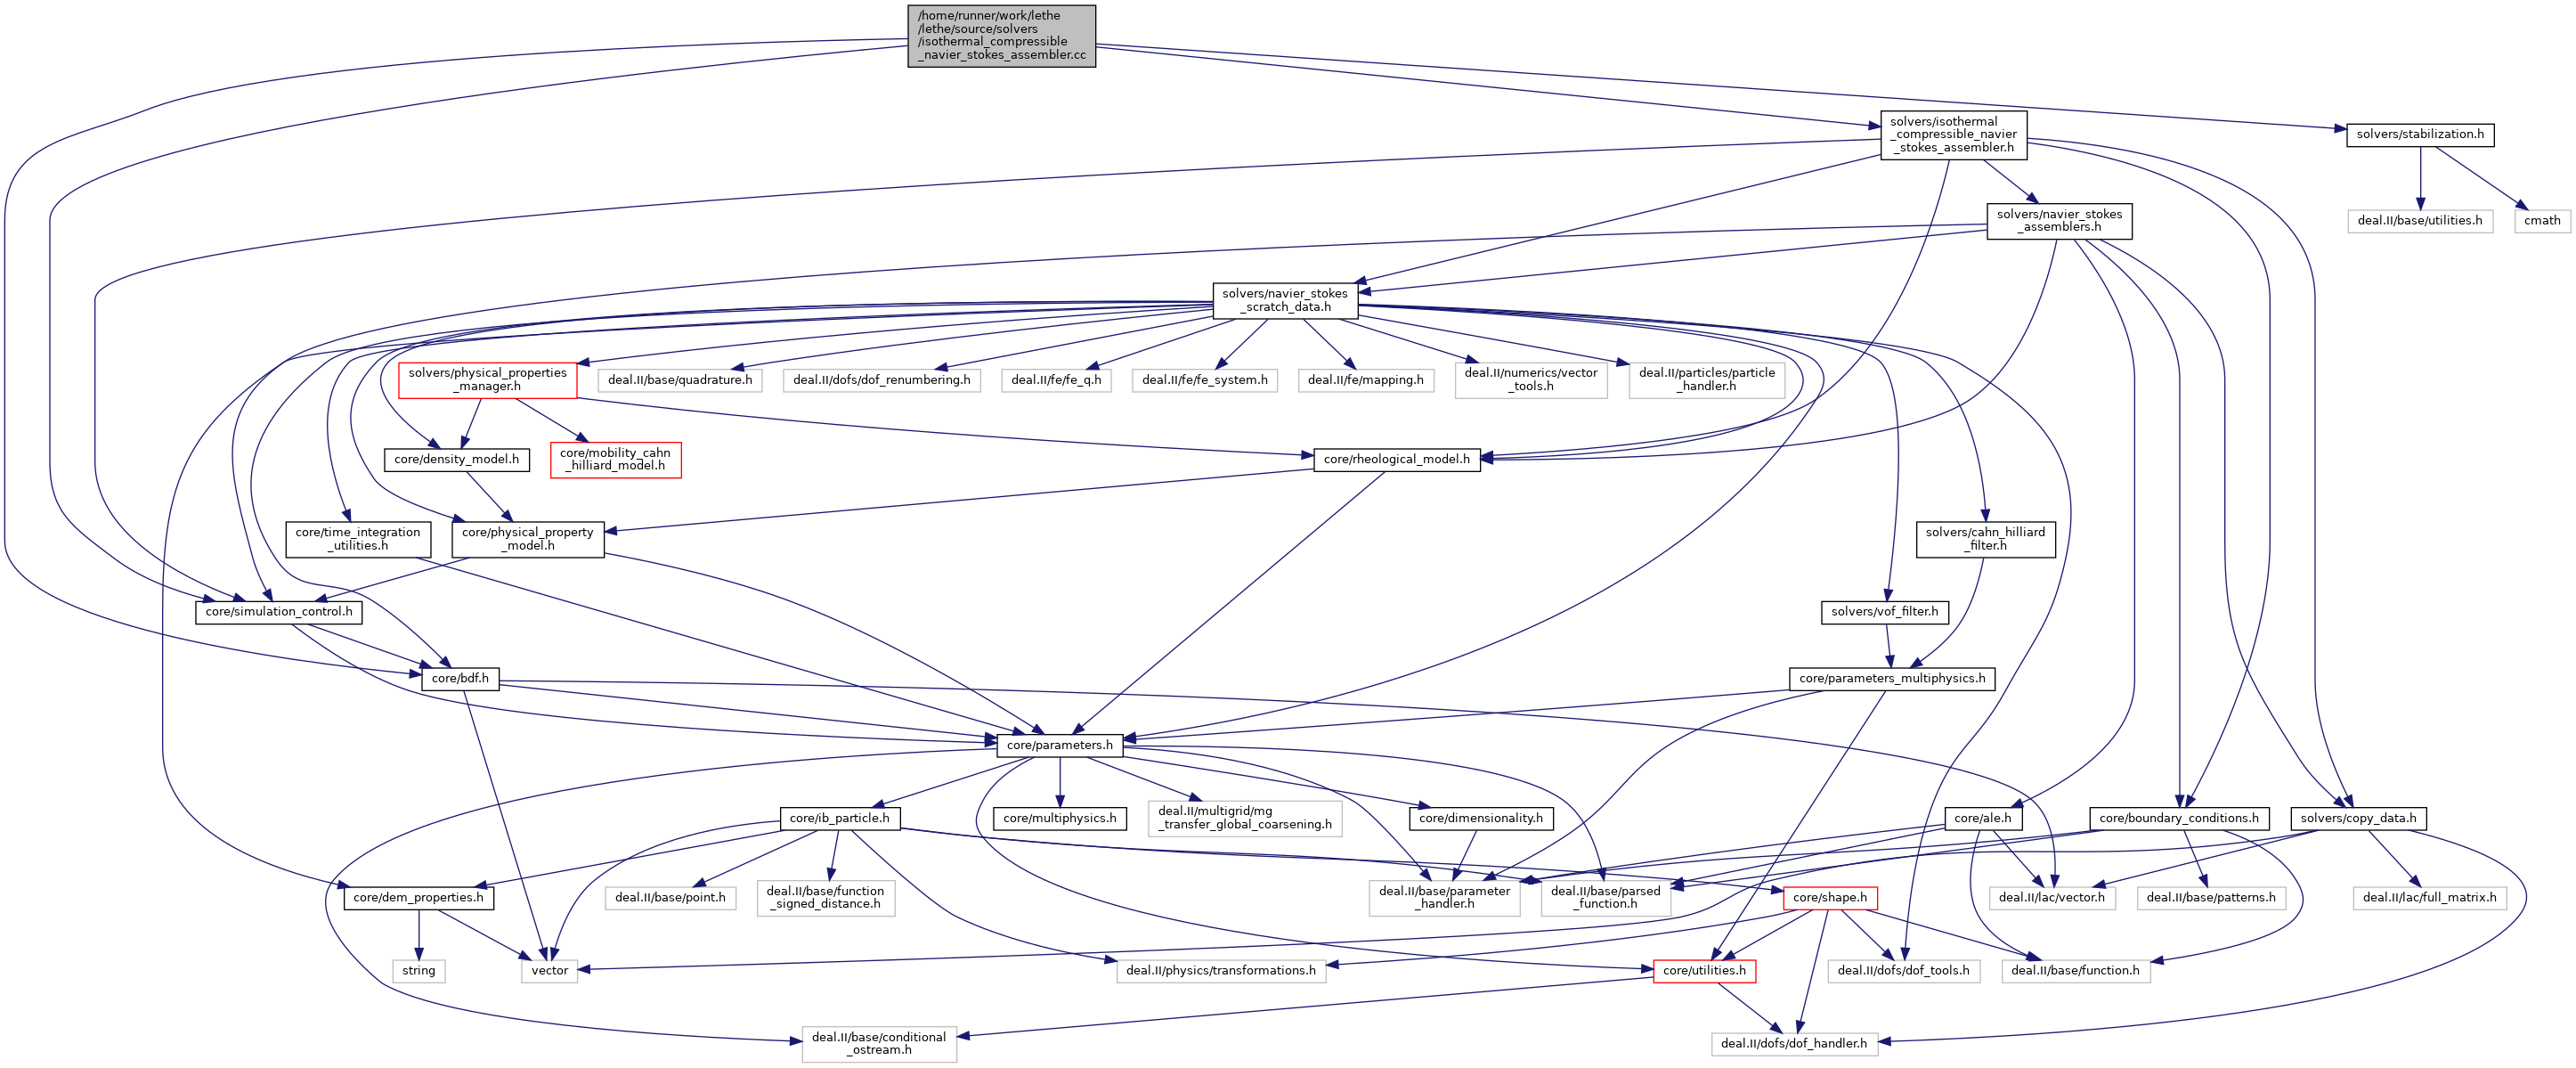 /home/runner/work/lethe
/lethe/source/solvers
/isothermal_compressible
_navier_stokes_assembler.cc
solvers/isothermal
_compressible_navier
_stokes_assembler.h
solvers/stabilization.h
solvers/navier_stokes
_assemblers.h
deal.II/base/utilities.h
cmath
solvers/navier_stokes
_scratch_data.h
solvers/physical_properties
_manager.h
deal.II/base/quadrature.h
deal.II/dofs/dof_renumbering.h
deal.II/fe/fe_q.h
deal.II/fe/fe_system.h
deal.II/fe/mapping.h
deal.II/numerics/vector
_tools.h
deal.II/particles/particle
_handler.h
core/density_model.h
core/mobility_cahn
_hilliard_model.h
core/rheological_model.h
core/time_integration
_utilities.h
core/physical_property
_model.h
solvers/cahn_hilliard
_filter.h
core/simulation_control.h
solvers/vof_filter.h
core/bdf.h
core/parameters_multiphysics.h
core/parameters.h
core/ib_particle.h
core/multiphysics.h
deal.II/multigrid/mg
_transfer_global_coarsening.h
core/dimensionality.h
core/ale.h
core/boundary_conditions.h
solvers/copy_data.h
core/dem_properties.h
deal.II/base/point.h
deal.II/base/function
_signed_distance.h
deal.II/base/parameter
_handler.h
deal.II/base/parsed
_function.h
core/shape.h
deal.II/lac/vector.h
deal.II/base/patterns.h
deal.II/lac/full_matrix.h
string
vector
deal.II/physics/transformations.h
core/utilities.h
deal.II/dofs/dof_tools.h
deal.II/base/function.h
deal.II/base/conditional
_ostream.h
deal.II/dofs/dof_handler.h